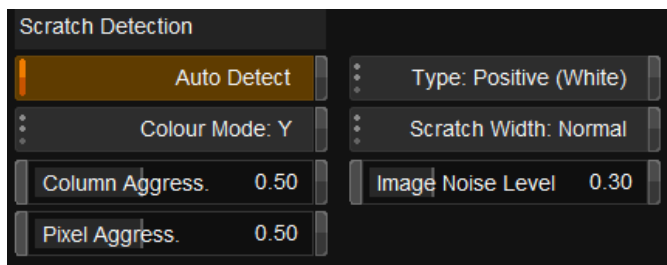 Scratch Detection
Auto Detect
Type: Positive (White)
Colour Mode: Y
Scratch Width: Normal
Column Aggress. 0.50
Image Noise Level 0.30
Pixel Aggress. 0.50